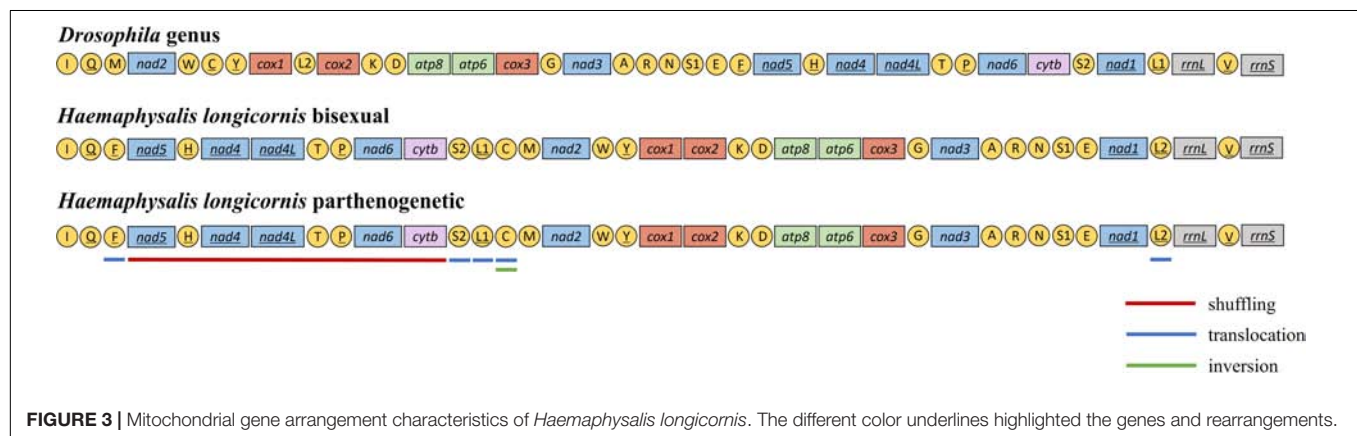 Drosophila genus
I Q M nad2 W C Y cox1 L2 cox2 K D atp8 atp6 cox3 G nad3 A R N S1 E F nad5 H nad4 nad4L T P nad6 cytb S2 nad1 L1 rrnL V rrnS
Haemaphysalis longicornis bisexual
I Q F nad5 H nad4 nad4L T P nad6 cytb S2 L1 C M nad2 W Y cox1 cox2 K D atp8 atp6 cox3 G nad3 A R N S1 E nad1 L2 rrnL V rrnS
Haemaphysalis longicornis parthenogenetic
I Q F nad5 H nad4 nad4L T P nad6 cytb S2 L1 C M nad2 W Y cox1 cox2 K D atp8 atp6 cox3 G nad3 A R N S1 E nad1 L2 rrnL V rrnS
shuffling
translocation
inversion
FIGURE 3 | Mitochondrial gene arrangement characteristics of Haemaphysalis longicornis. The different color underlines highlighted the genes and rearrangements.